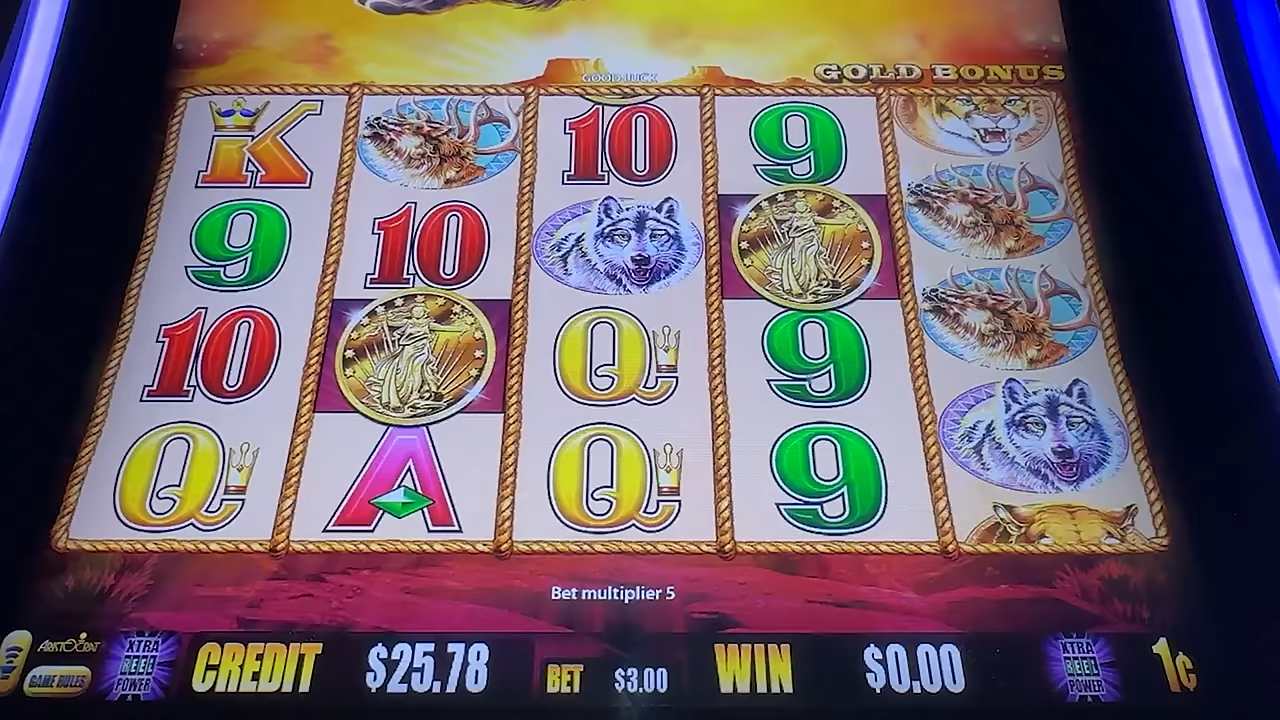 GOOD LUCK
GOLD BONUS
K 10 9
9 10
10 Q 9
Q A Q 9
Bet multiplier 5
ARISTOCRAT
GAME RULES
XTRA
REEL
POWER
CREDIT $25.78 BET $3.00 WIN $0.00
XTRA
REEL
POWER
1¢